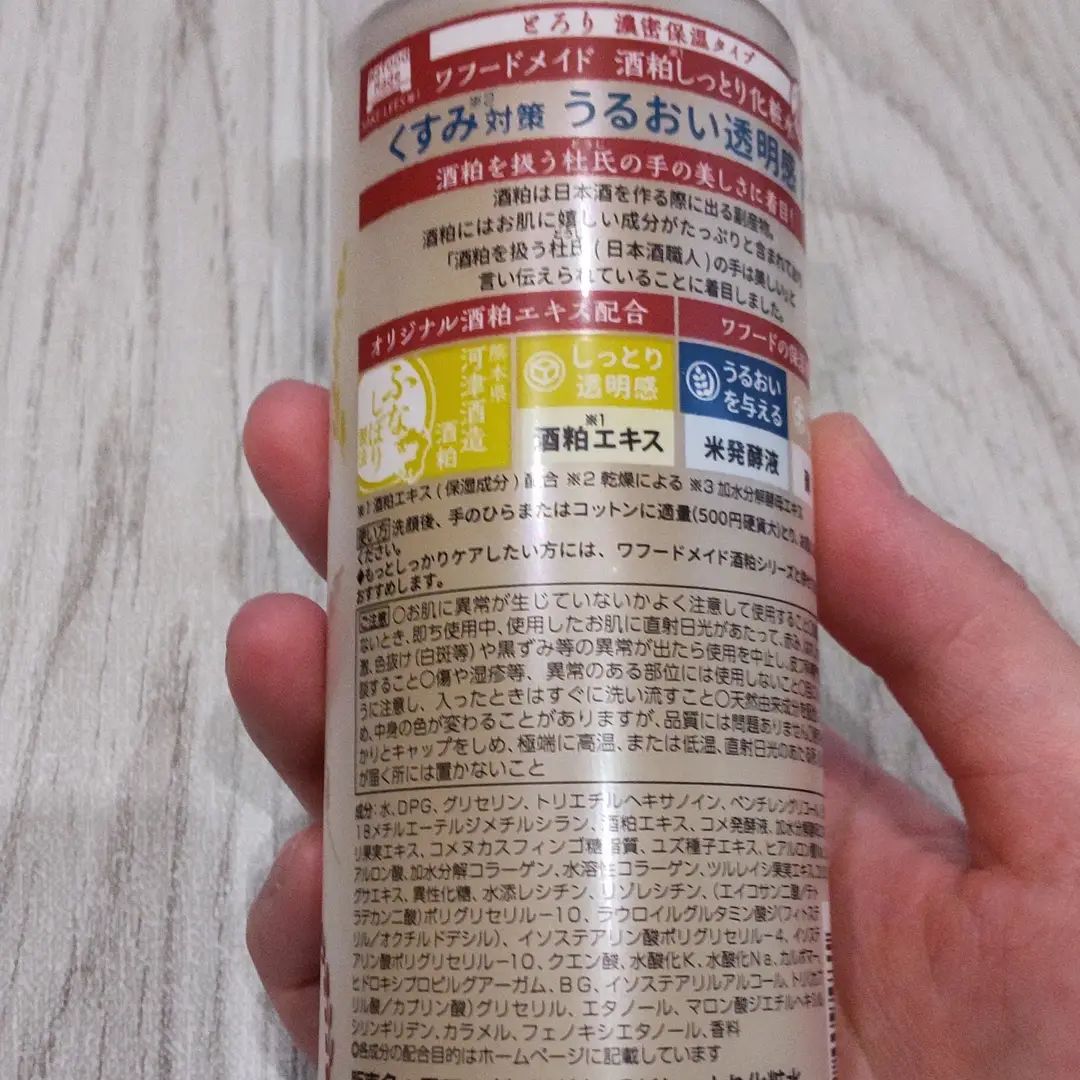 とろり 濃密保湿タイプ
ワフードメイド 酒粕しっとり化粧水
※2
くすみ対策 うるおい透明感
酒粕を扱う杜氏の手の美しさに着目!
酒粕は日本酒を作る際に出る副産物。
酒粕にはお肌に嬉しい成分がたっぷりと含まれて
「酒粕を扱う杜氏(日本酒職人)の手は美しい」と
言い伝えられていることに着目しました。
オリジナル酒粕エキス配合
ワフードの保
熊本県
河津酒造
酒粕
ふな
しぼり
しっとり
透明感
※1
酒粕エキス
うるおい
を与える
米発酵液
※1 酒粕エキス(保湿成分)配合 ※2 乾燥による ※3 加水分解酵母エキス
使い方 洗顔後、手のひらまたはコットンに適量(500円硬貨大)とり、お
ください。
◆もっとしっかりケアしたい方には、ワフードメイド酒粕シリーズと
おすすめします。
ご注意 〇お肌に異常が生じていないかよく注意して使用すること
ないとき、即ち使用中、使用したお肌に直射日光があたって、赤み、
激、色抜け(白斑等)や黒ずみ等の異常が出たら使用を中止し、皮フ
談すること〇傷や湿疹等、異常のある部位には使用しないこと〇
うに注意し、入ったときはすぐに洗い流すこと〇天然由来成分を
め、中身の色が変わることがありますが、品質には問題ありません〇
かりとキャップをしめ、極端に高温、または低温、直射日光のあたる
が届く所には置かないこと
成分:水、DPG、グリセリン、トリエチルヘキサノイン、ペンチレングリコール、
18メチルエーテルジメチルシラン、酒粕エキス、コメ発酵液、加水分解
リ果実エキス、コメヌカスフィンゴ糖脂質、ユズ種子エキス、ヒアルロン酸
アルロン酸、加水分解コラーゲン、水溶性コラーゲン、ツルレイシ果実エキス、
グサエキス、異性化糖、水添レシチン、リゾレシチン、(エイコサン二酸/テト
ラデカン二酸)ポリグリセリル-10、ラウロイルグルタミン酸ジ(フィトステ
リル/オクチルドデシル)、イソステアリン酸ポリグリセリル-4、イソステ
アリン酸ポリグリセリル-10、クエン酸、水酸化K、水酸化Na、カルボマー、
ヒドロキシプロピルグアーガム、BG、イソステアリルアルコール、トリ(カプ
リル酸/カプリン酸)グリセリル、エタノール、マロン酸ジエチルヘキシル
シリンギリデン、カラメル、フェノキシエタノール、香料
〇各成分の配合目的はホームページに記載しています